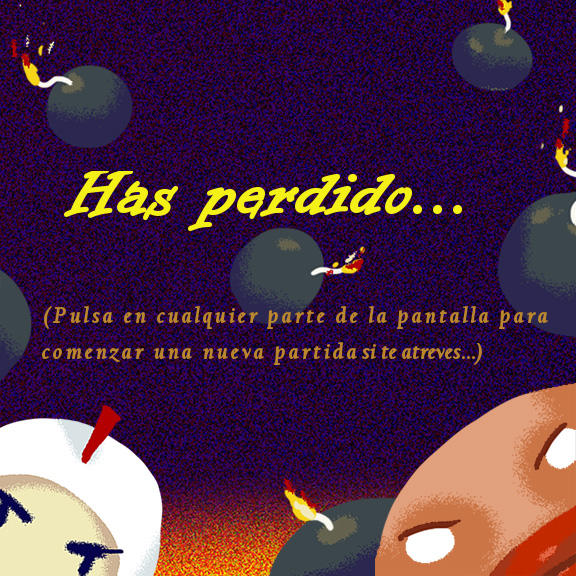 Has perdido...
(Pulsa en cualquier parte de la pantalla para
comenzar una nueva partida si te atreves...)